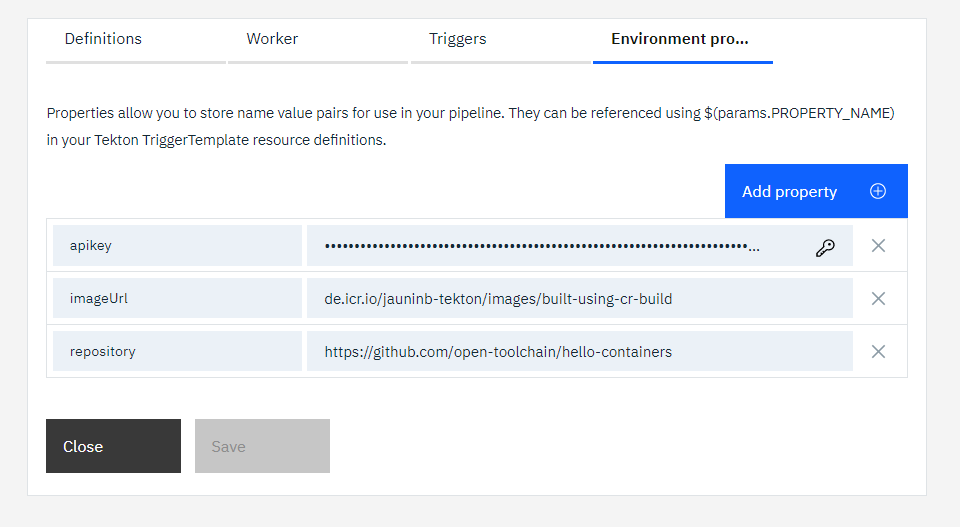 Definitions
Worker
Triggers
Environment pro...
Properties allow you to store name value pairs for use in your pipeline. They can be referenced using $(params.PROPERTY_NAME)
in your Tekton TriggerTemplate resource definitions.
Add property
apikey
imageUrl
de.icr.io/jauninb-tekton/images/built-using-cr-build
repository
https://github.com/open-toolchain/hello-containers
Close
Save